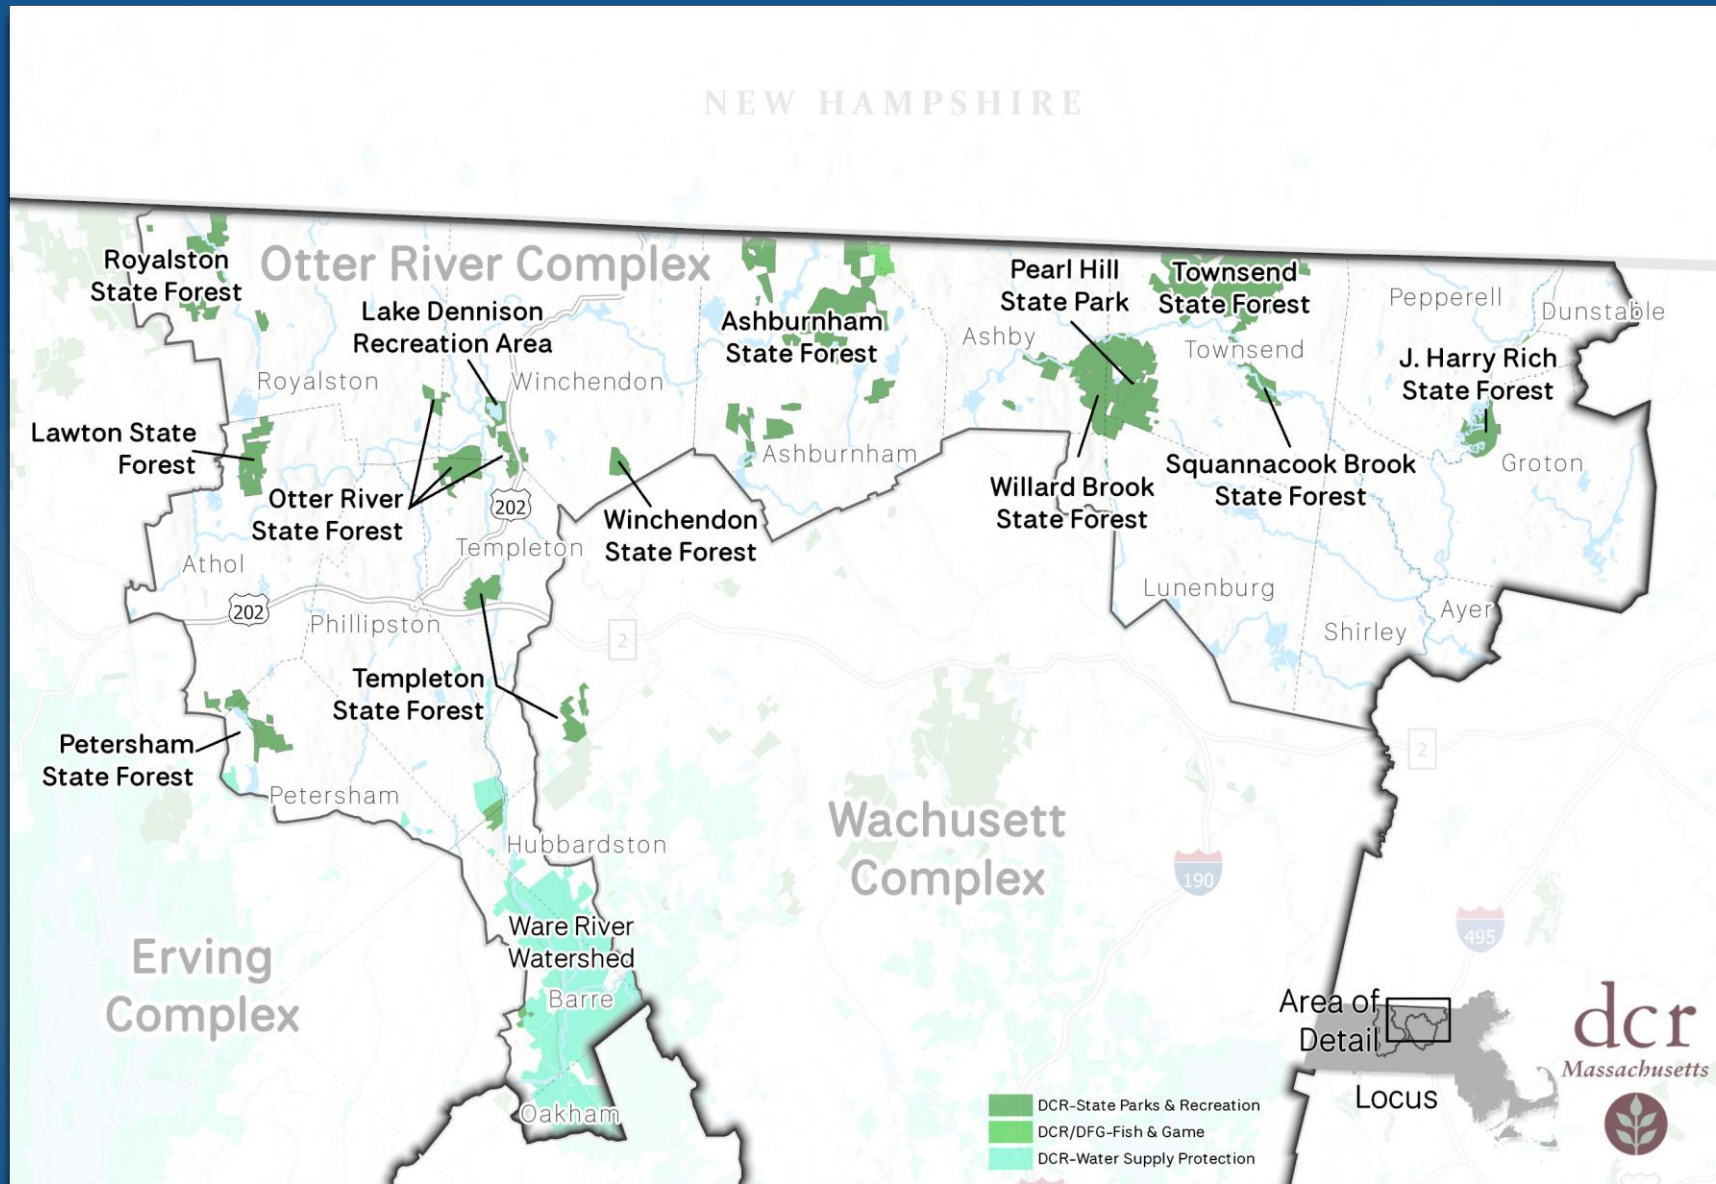 NEW HAMPSHIRE
Otter River Complex
Royalston
State Forest
Lake Dennison
Recreation Area
Ashburnham
State Forest
Pearl Hill
State Park
Townsend
State Forest
Pepperell
Dunstable
Ashby
Townsend
J. Harry Rich
State Forest
Royalston
Winchendon
Lawton State
Forest
Ashburnham
Groton
Otter River
State Forest
202
Winchendon
State Forest
Willard Brook
State Forest
Squannacook Brook
State Forest
Templeton
Athol
202
Phillipston
2
Lunenburg
Shirley
Ayer
Templeton
State Forest
Petersham
State Forest
Petersham
2
Hubbardston
Wachusett
Complex
190
495
Ware River
Watershed
Barre
Erving
Complex
Oakham
Area of
Detail
Locus
dcr
Massachusetts
DCR-State Parks & Recreation
DCR/DFG-Fish & Game
DCR-Water Supply Protection